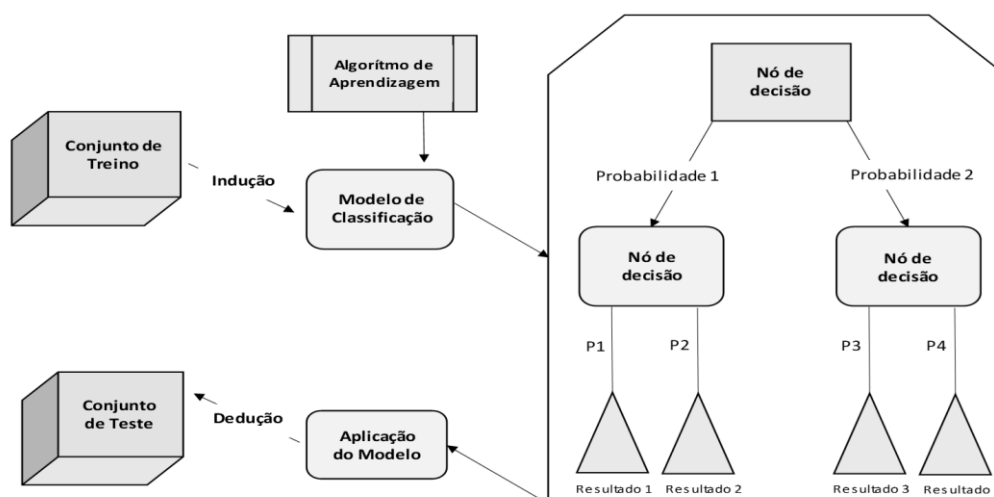 Algorítmo de
Aprendizagem
Nó de
decisão
Conjunto de
Treino
Indução
Modelo de
Classificação
Probabilidade 1
Probabilidade 2
Nó de
decisão
Nó de
decisão
P1
P2
P3
P4
Conjunto
de Teste
Dedução
Aplicação
do Modelo
Resultado 1
Resultado 2
Resultado 3
Resultado